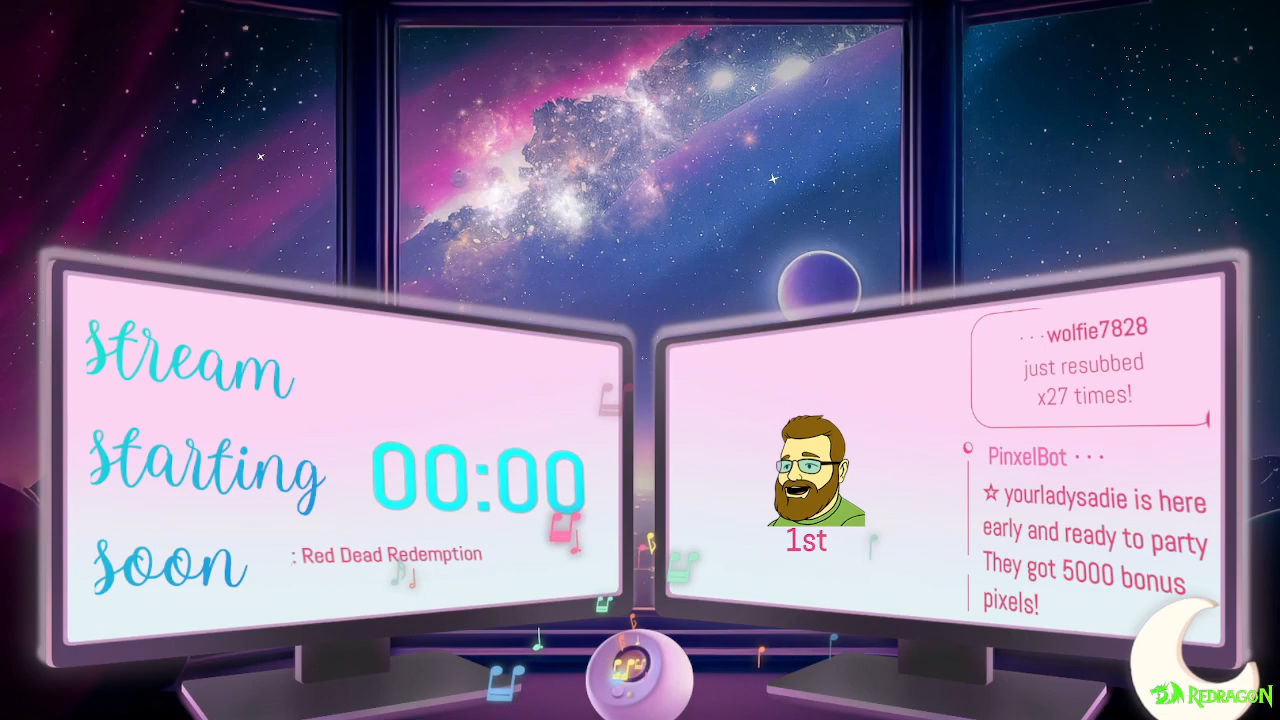 stream
starting
soon
00:00
: Red Dead Redemption
1st
· · · wolfie7828
just resubbed
x27 times!
PinxelBot · · ·
☆ yourladysadie is here
early and ready to party
They got 5000 bonus
pixels!
REDRAGON